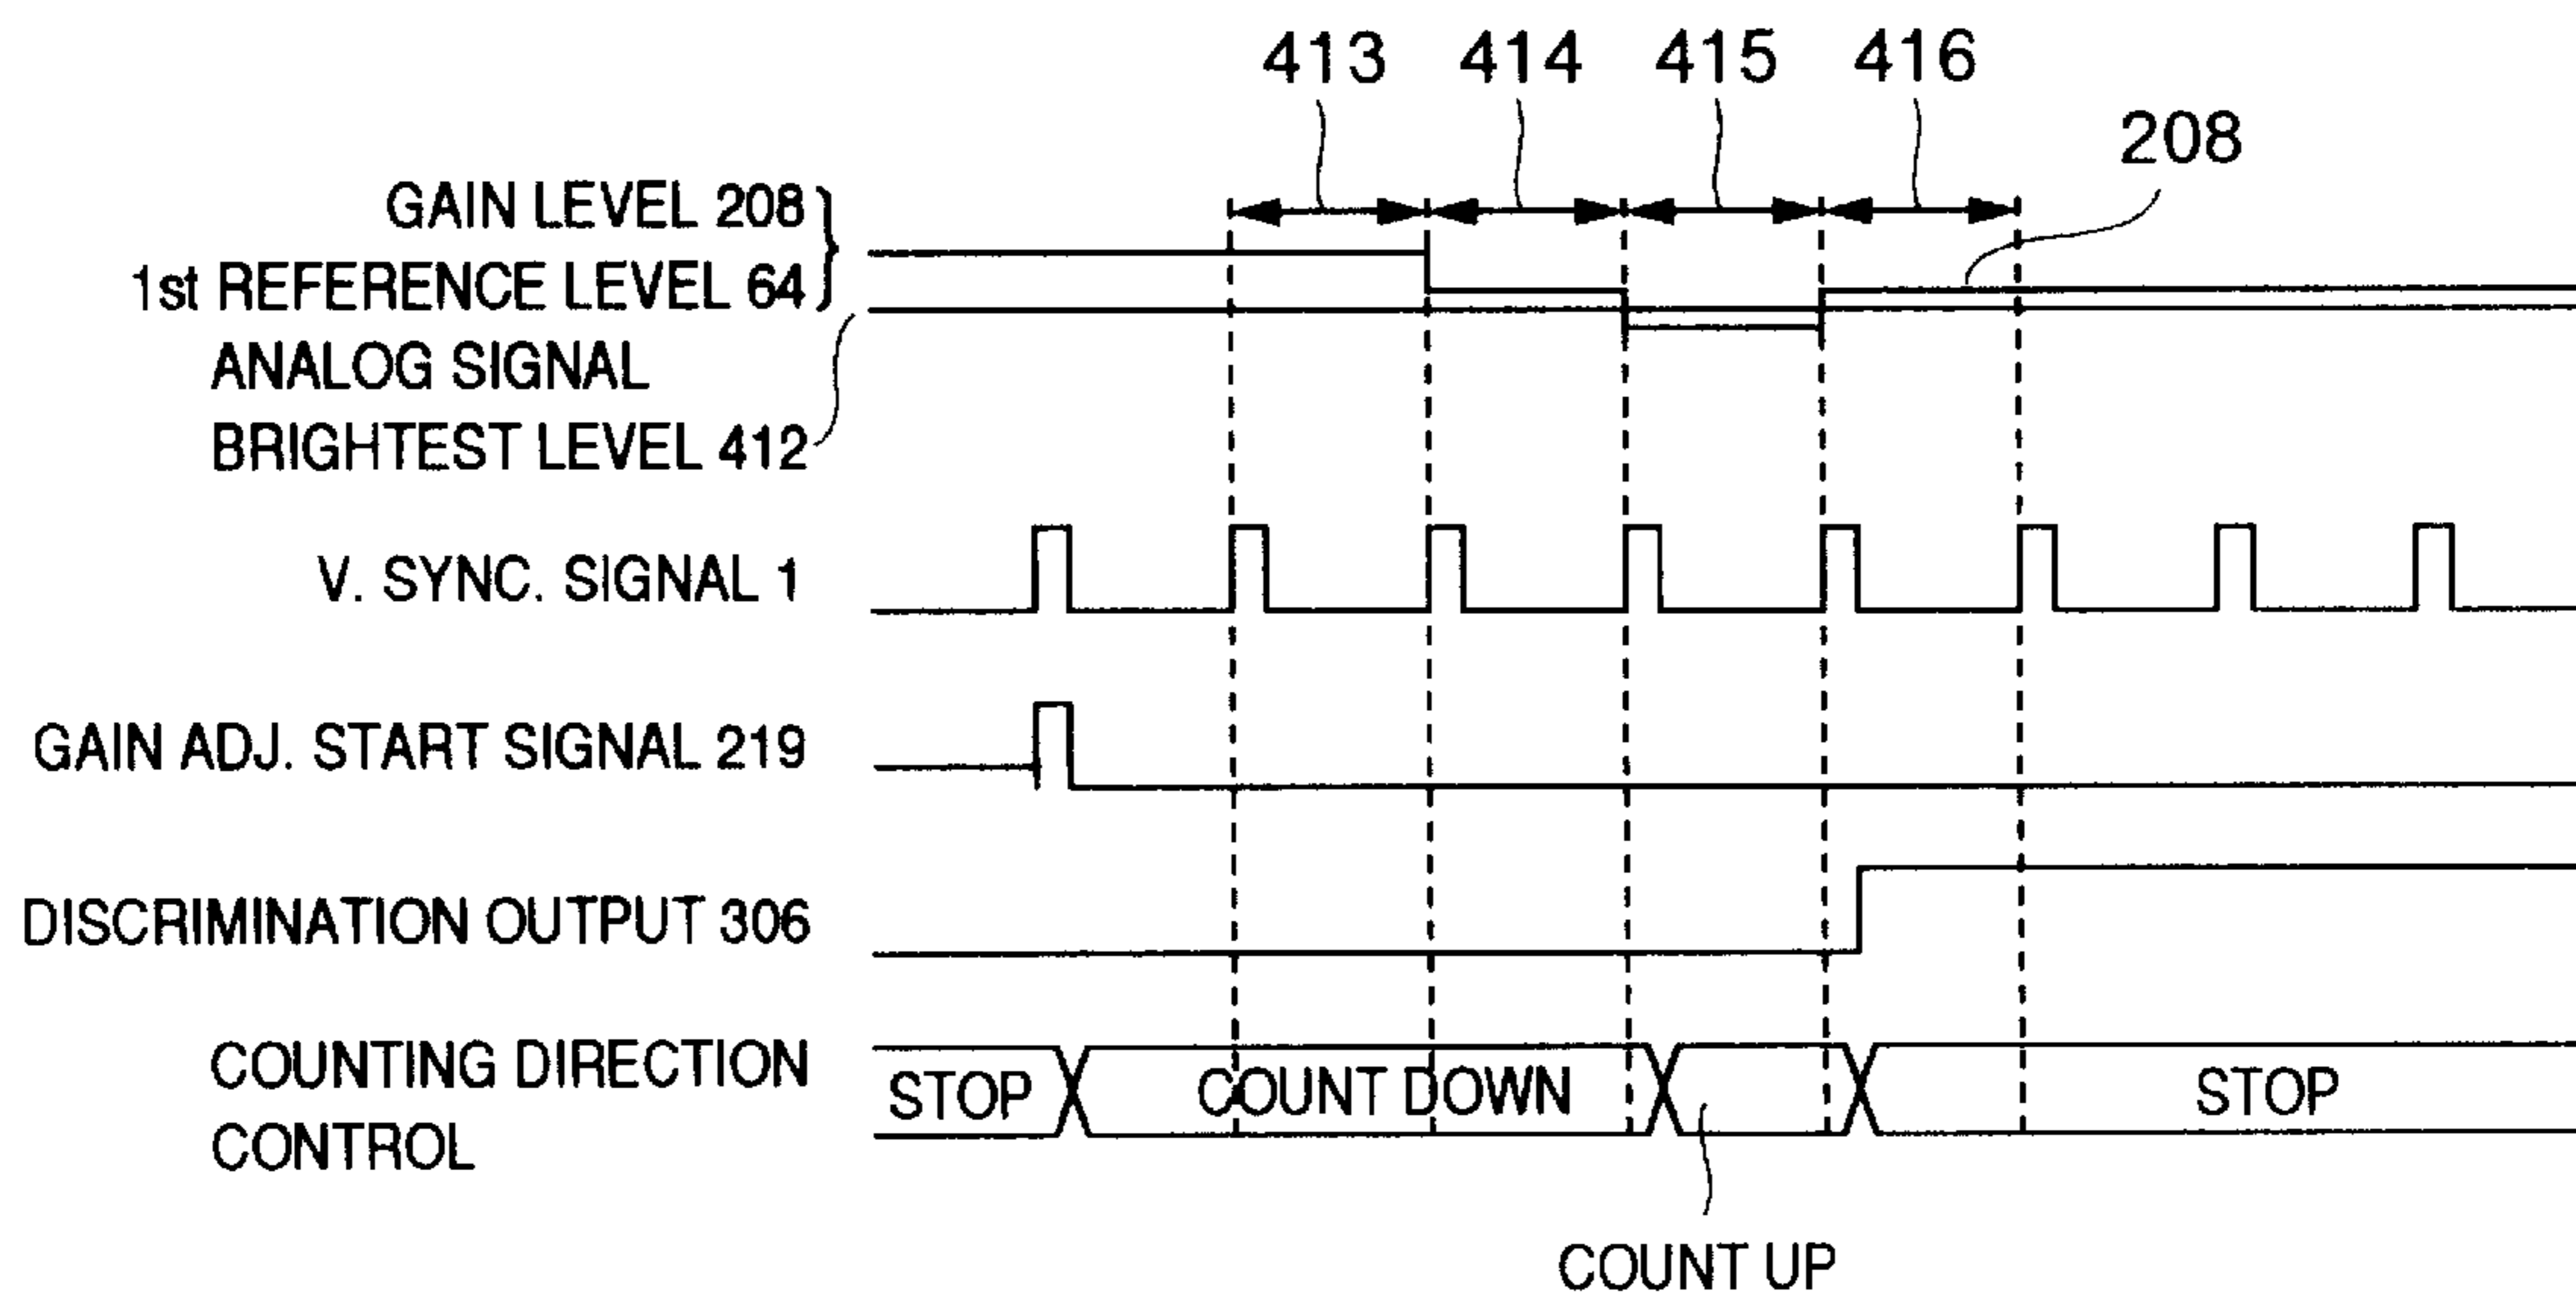 413
414
415
416
208
GAIN LEVEL 208
1st REFERENCE LEVEL 64
ANALOG SIGNAL
BRIGHTEST LEVEL 412
V. SYNC. SIGNAL 1
GAIN ADJ. START SIGNAL 219
DISCRIMINATION OUTPUT 306
COUNTING DIRECTION
CONTROL
STOP
COUNT DOWN
STOP
COUNT UP